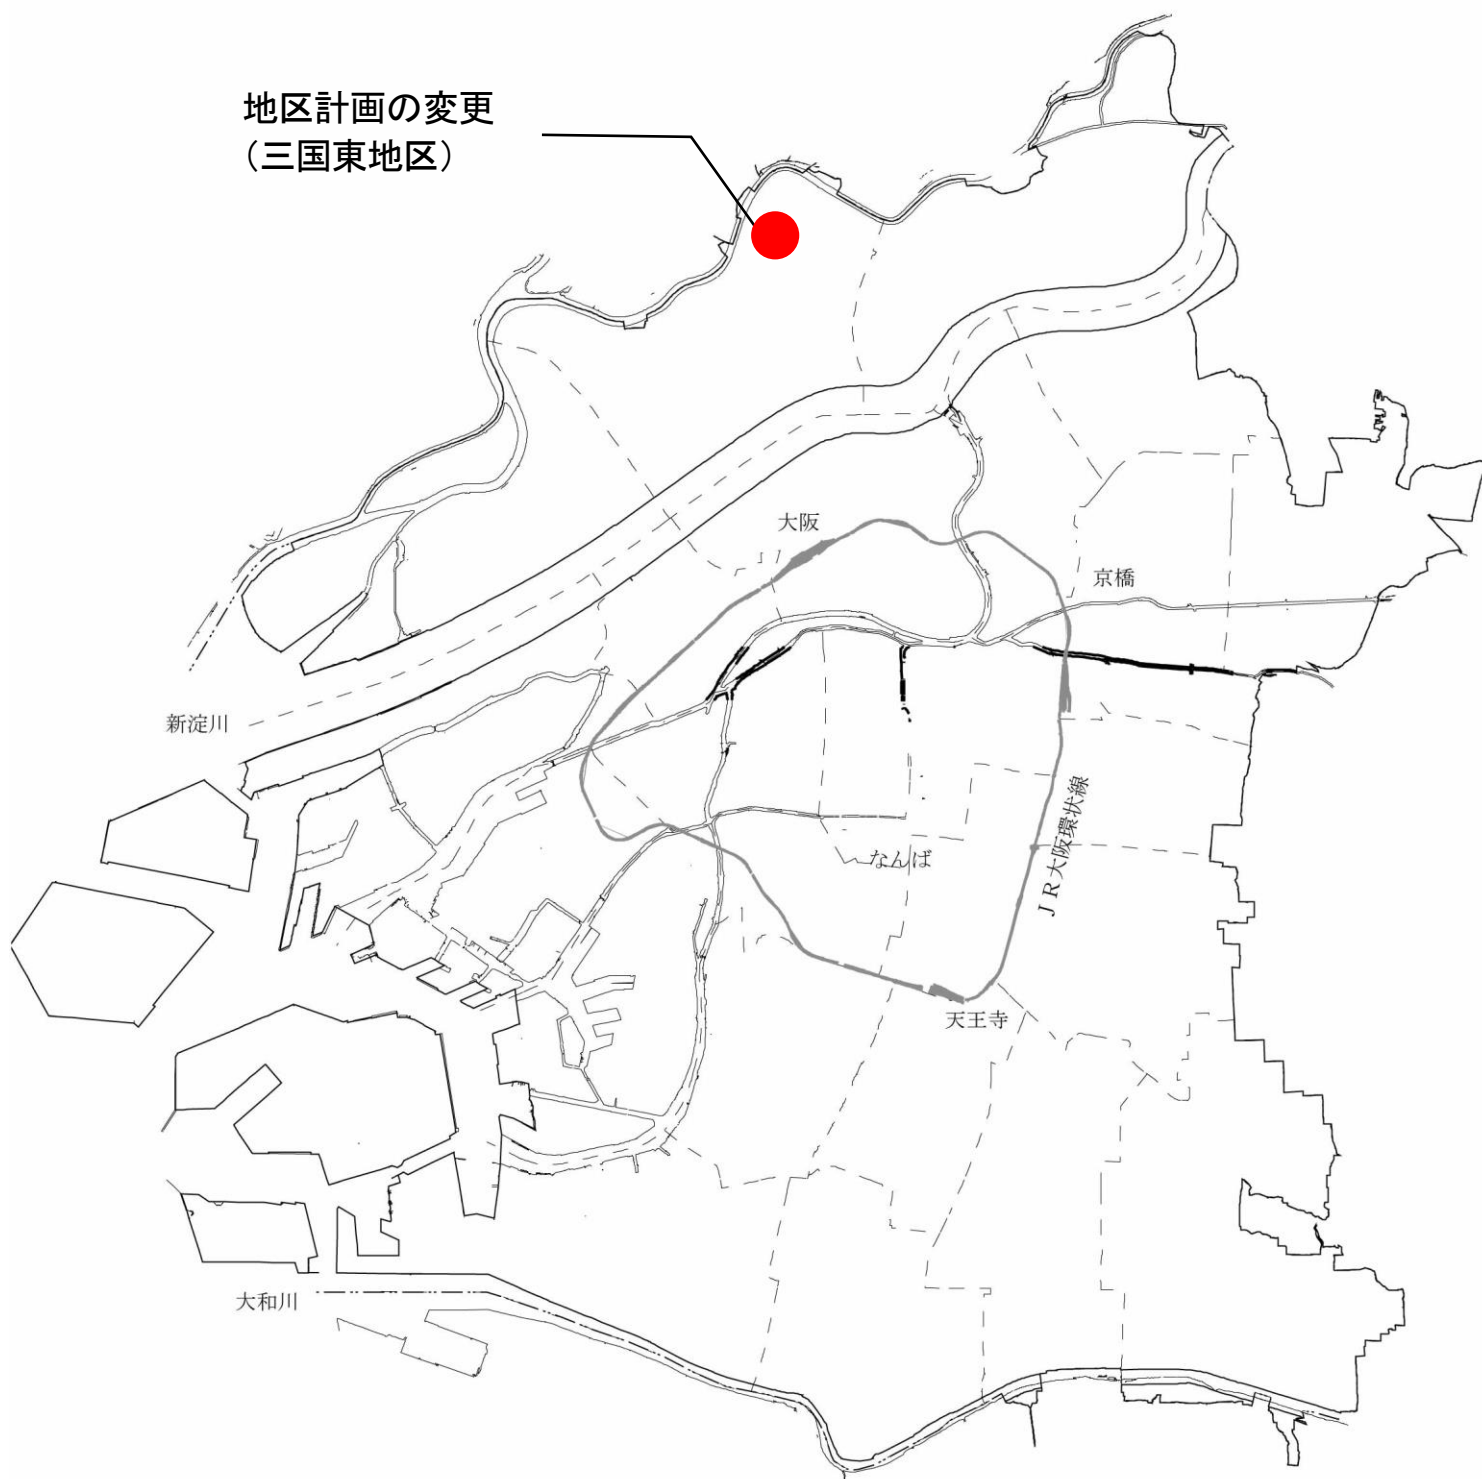 地区計画の変更
（三国東地区）
大阪
京橋
新淀川
ＪＲ大阪環状線
なんば
天王寺
大和川